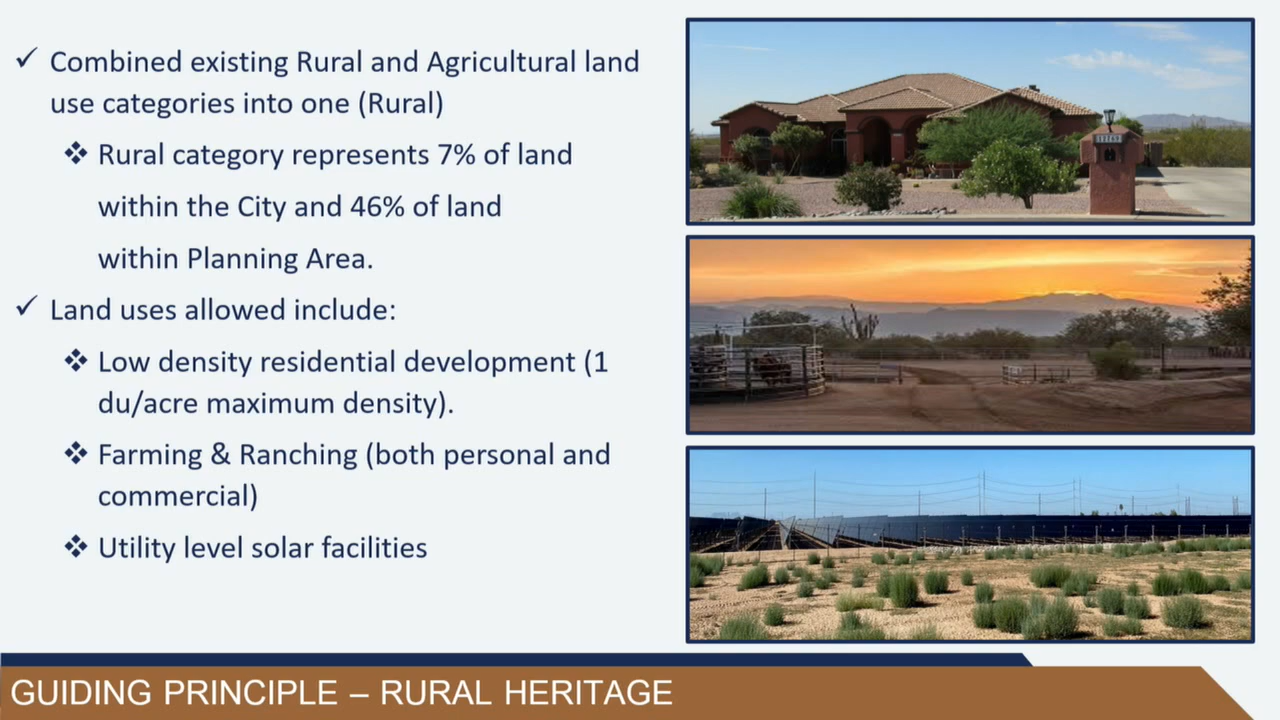 ✓ Combined existing Rural and Agricultural land
use categories into one (Rural)
❖ Rural category represents 7% of land
within the City and 46% of land
within Planning Area.
✓ Land uses allowed include:
❖ Low density residential development (1
du/acre maximum density).
❖ Farming & Ranching (both personal and
commercial)
❖ Utility level solar facilities
GUIDING PRINCIPLE – RURAL HERITAGE